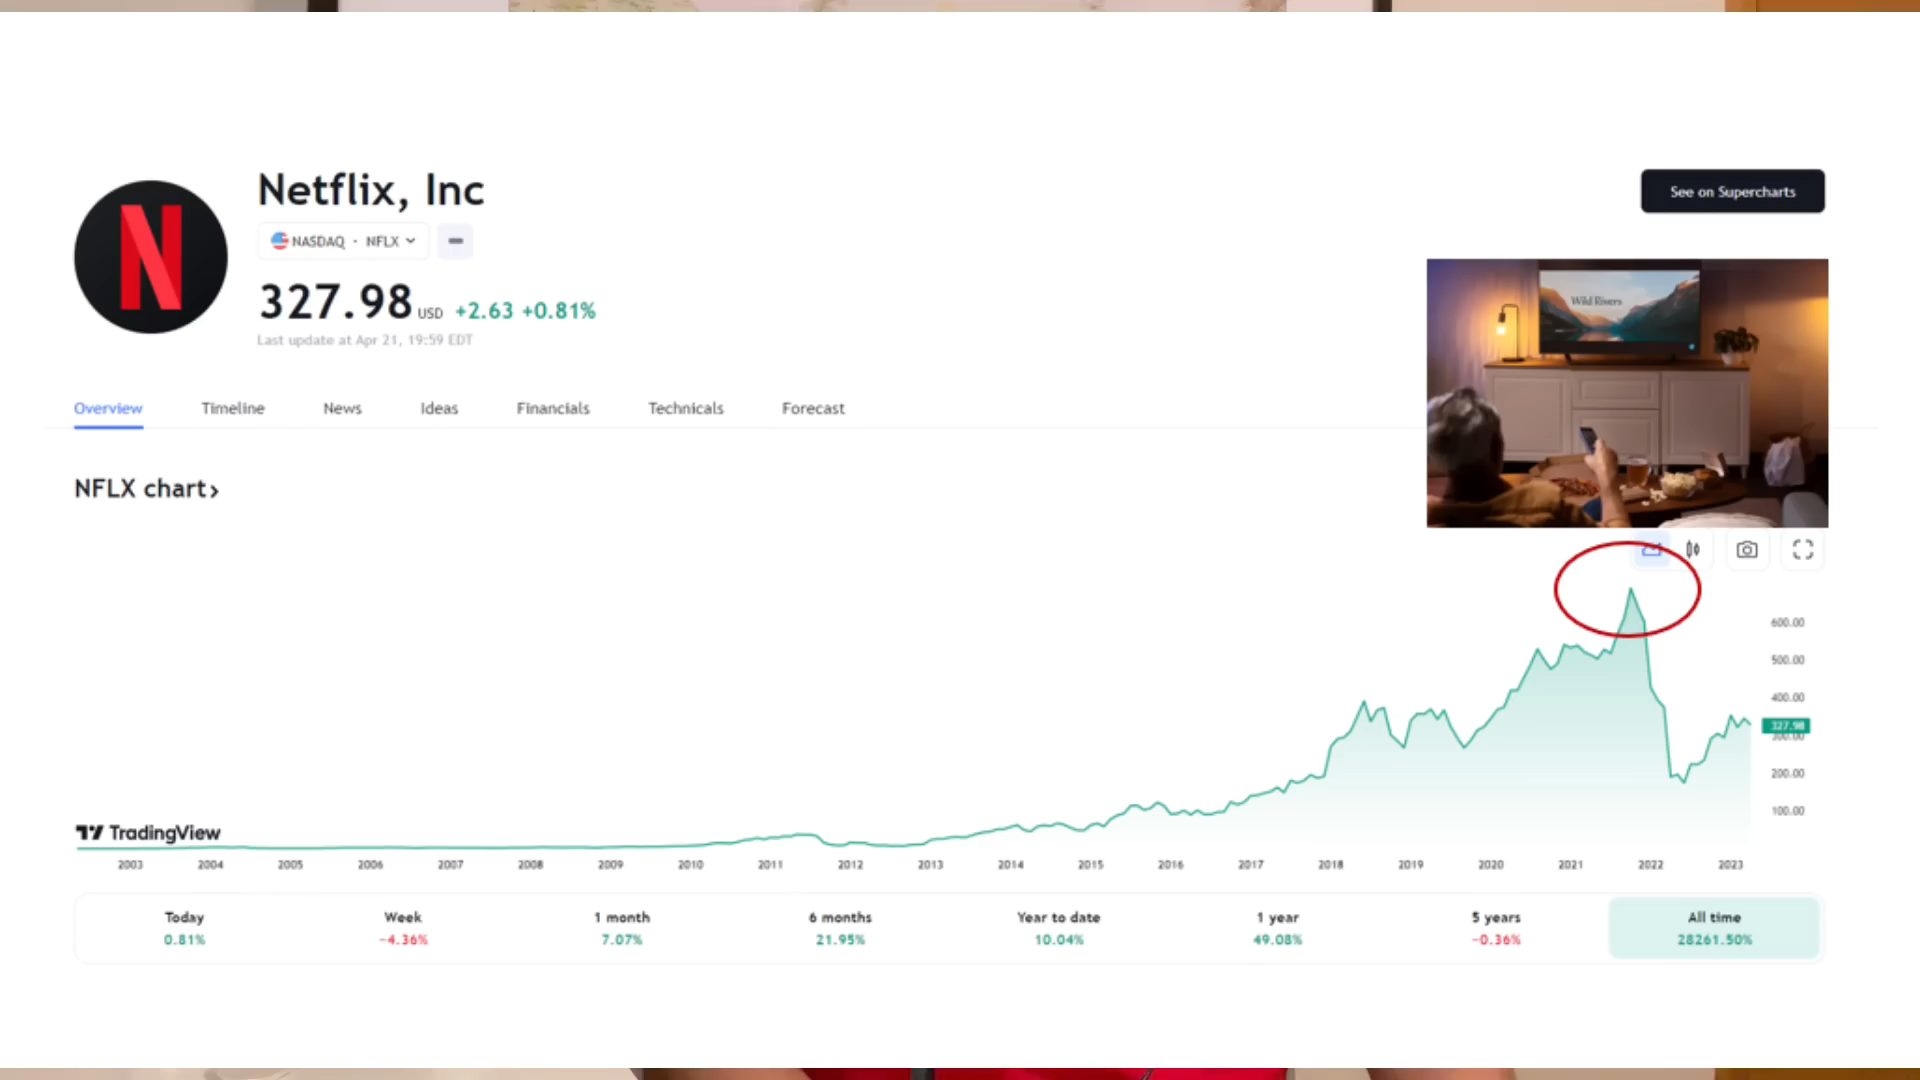 Netflix, Inc
NASDAQ · NFLX
327.98 USD +2.63 +0.81%
Last update at Apr 21, 19:59 EDT
See on Supercharts
Wild Rivers
Overview Timeline News Ideas Financials Technicals Forecast
NFLX chart
600.00
500.00
400.00
327.98
300.00
200.00
100.00
TradingView
2003 2004 2005 2006 2007 2008 2009 2010 2011 2012 2013 2014 2015 2016 2017 2018 2019 2020 2021 2022 2023
Today Week 1 month 6 months Year to date 1 year 5 years All time
0.81% −4.36% 7.07% 21.95% 10.04% 49.08% −0.36% 28261.50%